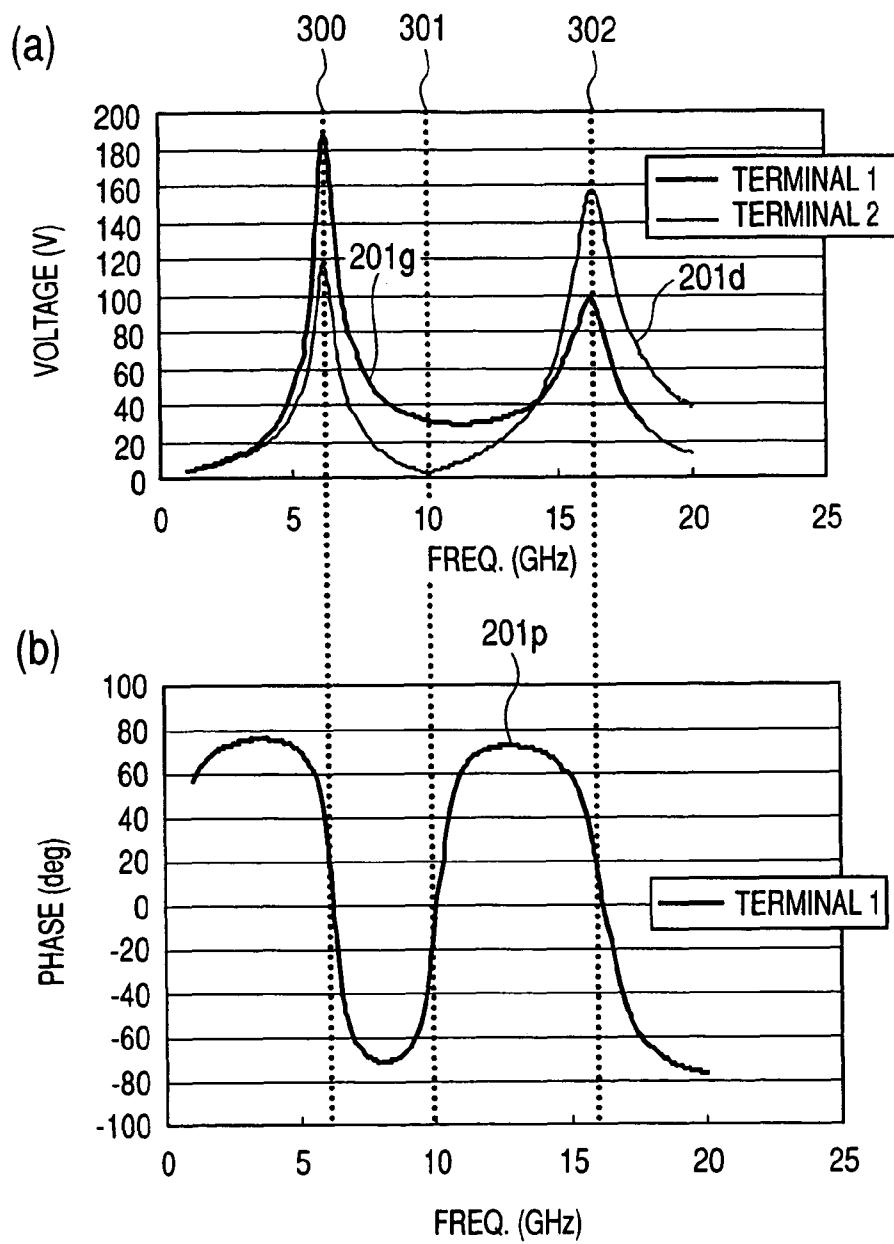 (a)
300 301 302
200
180
160
140
120
100
80
60
40
20
0
VOLTAGE (V)
201g
201d
TERMINAL 1
TERMINAL 2
0 5 10 15 20 25
FREQ. (GHz)
(b)
201p
100
80
60
40
20
0
-20
-40
-60
-80
-100
PHASE (deg)
TERMINAL 1
0 5 10 15 20 25
FREQ. (GHz)